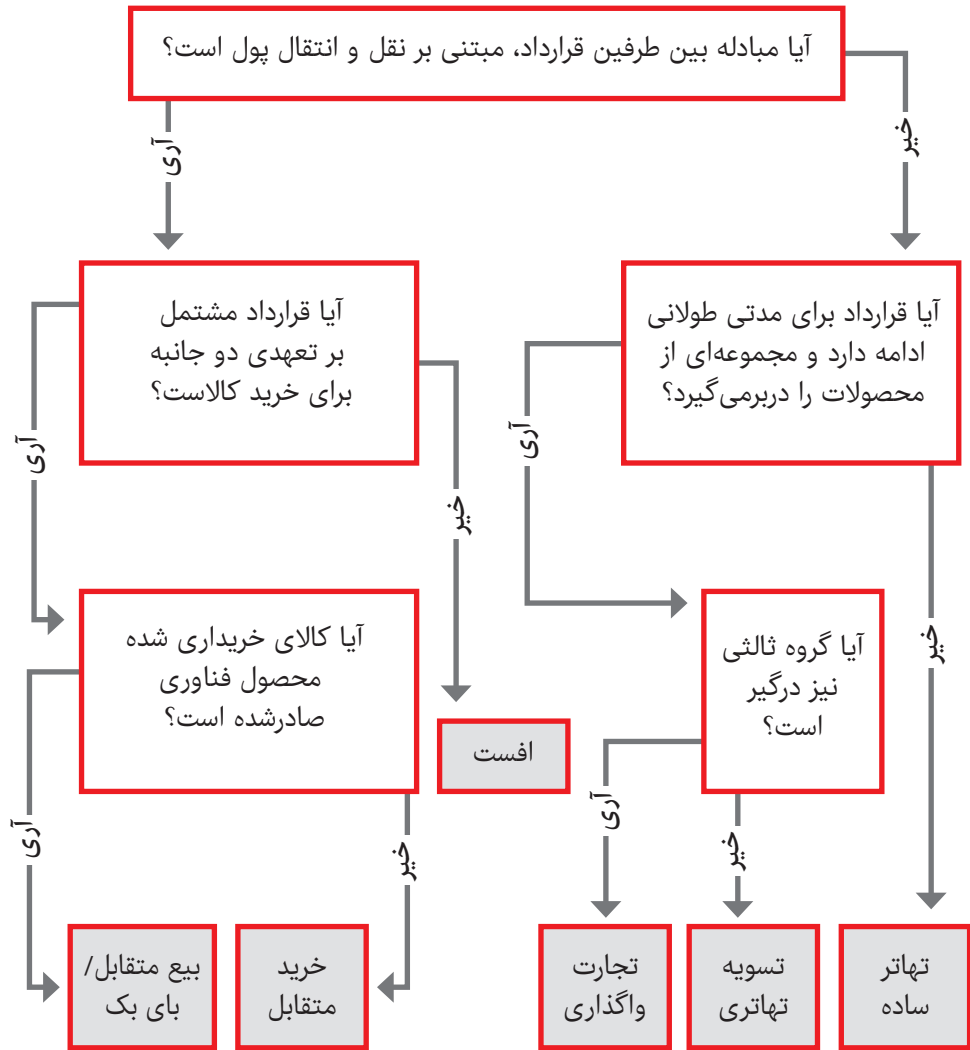 آیا مبادله بین طرفین قرارداد، مبتنی بر نقل و انتقال پول است؟
خیر
آری
آیا قرارداد برای مدتی طولانی
ادامه دارد و مجموعه‌ای از
محصولات را دربرمی‌گیرد؟
آیا قرارداد مشتمل
بر تعهدی دو جانبه
برای خرید کالاست؟
آری
خیر
خیر
آری
آیا گروه ثالثی
نیز درگیر
است؟
آیا کالای خریداری شده
محصول فناوری
صادرشده است؟
افست
خیر
آری
خیر
آری
تهاتر
ساده
تسویه
تهاتری
تجارت
واگذاری
خرید
متقابل
بیع متقابل/
بای بک